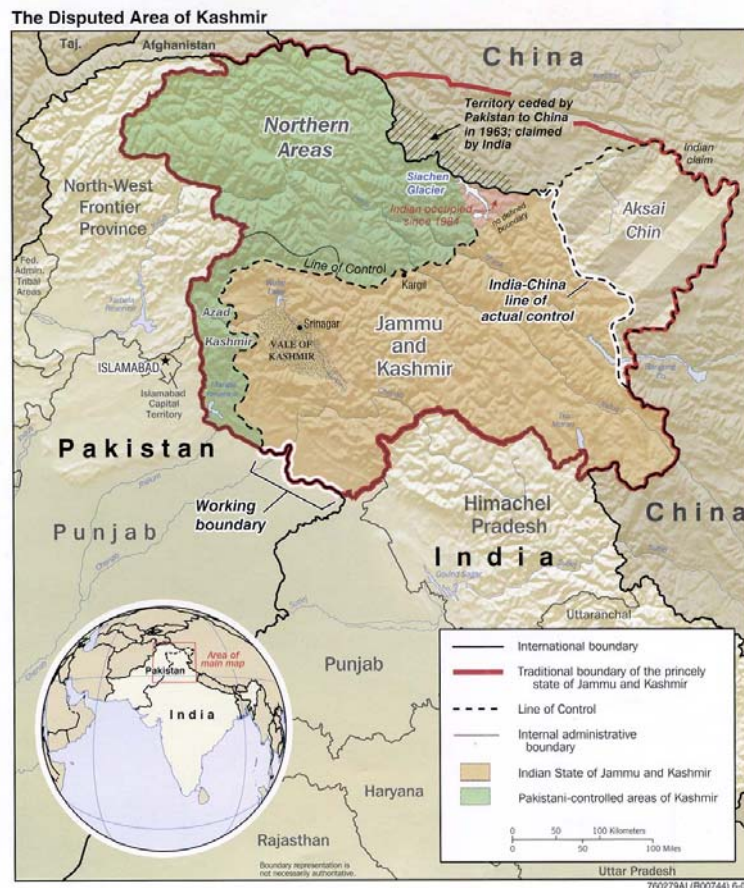 The Disputed Area of Kashmir
Taj.
Afghanistan
China
Territory ceded by
Pakistan to China
in 1963; claimed
by India
Northern
Areas
Indian
claim
Siachen
Glacier
North-West
Frontier
Province
Indian occupied
since 1984
no defined
boundary
Aksai
Chin
Fed.
Admin.
Tribal
Areas
Line of Control
Kargil
India-China
line of
actual control
Azad
Kashmir
Srinagar
VALE OF
KASHMIR
Jammu
and
Kashmir
ISLAMABAD
Islamabad
Capital
Territory
Pakistan
Working
boundary
Punjab
Himachel
Pradesh
China
India
Uttaranchal
Area of
main map
Pakistan
India
Punjab
Haryana
Rajasthan
Boundary representation is
not necessarily authoritative.
International boundary
Traditional boundary of the princely
state of Jammu and Kashmir
Line of Control
Internal administrative
boundary
Indian State of Jammu and Kashmir
Pakistani-controlled areas of Kashmir
0 50 100 Kilometers
0 50 100 Miles
Uttar Pradesh